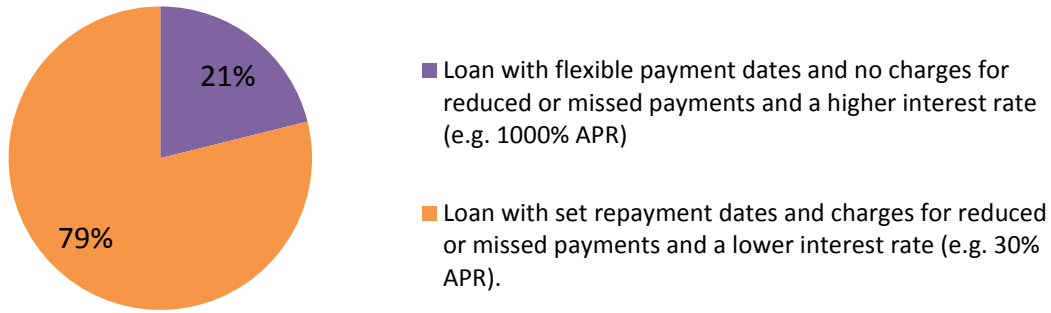 21%
79%
Loan with flexible payment dates and no charges for
reduced or missed payments and a higher interest rate
(e.g. 1000% APR)
Loan with set repayment dates and charges for reduced
or missed payments and a lower interest rate (e.g. 30%
APR).